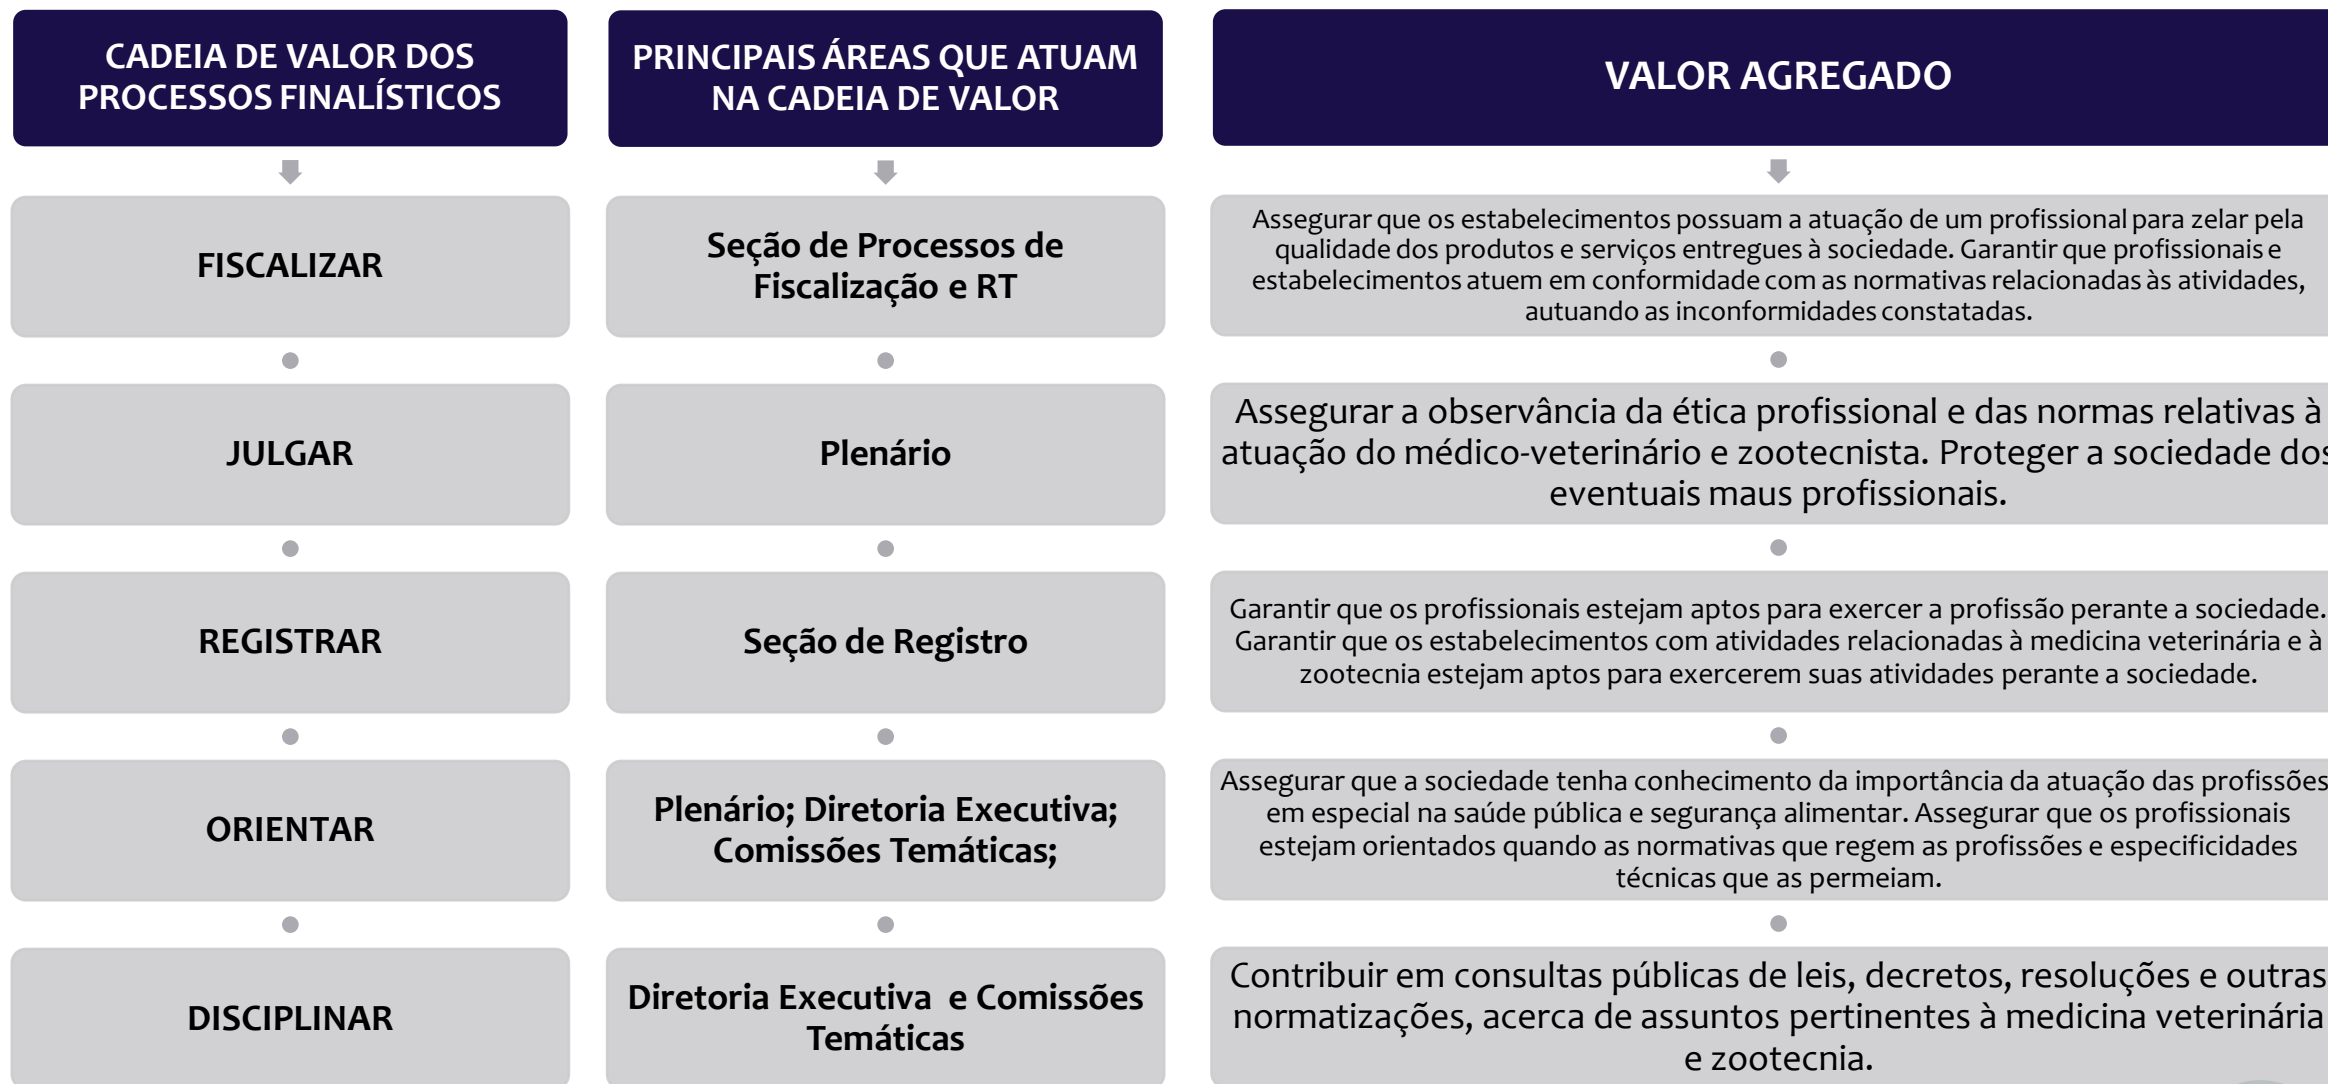 CADEIA DE VALOR DOS
PROCESSOS FINALÍSTICOS
PRINCIPAIS ÁREAS QUE ATUAM
NA CADEIA DE VALOR
VALOR AGREGADO
FISCALIZAR
Seção de Processos de
Fiscalização e RT
Assegurar que os estabelecimentos possuam a atuação de um profissional para zelar pela
qualidade dos produtos e serviços entregues à sociedade. Garantir que profissionais e
estabelecimentos atuem em conformidade com as normativas relacionadas às atividades,
autuando as inconformidades constatadas.
JULGAR
Plenário
Assegurar a observância da ética profissional e das normas relativas à
atuação do médico-veterinário e zootecnista. Proteger a sociedade dos
eventuais maus profissionais.
REGISTRAR
Seção de Registro
Garantir que os profissionais estejam aptos para exercer a profissão perante a sociedade.
Garantir que os estabelecimentos com atividades relacionadas à medicina veterinária e à
zootecnia estejam aptos para exercerem suas atividades perante a sociedade.
ORIENTAR
Plenário; Diretoria Executiva;
Comissões Temáticas;
Assegurar que a sociedade tenha conhecimento da importância da atuação das profissões
em especial na saúde pública e segurança alimentar. Assegurar que os profissionais
estejam orientados quando as normativas que regem as profissões e especificidades
técnicas que as permeiam.
DISCIPLINAR
Diretoria Executiva e Comissões
Temáticas
Contribuir em consultas públicas de leis, decretos, resoluções e outras
normatizações, acerca de assuntos pertinentes à medicina veterinária
e zootecnia.